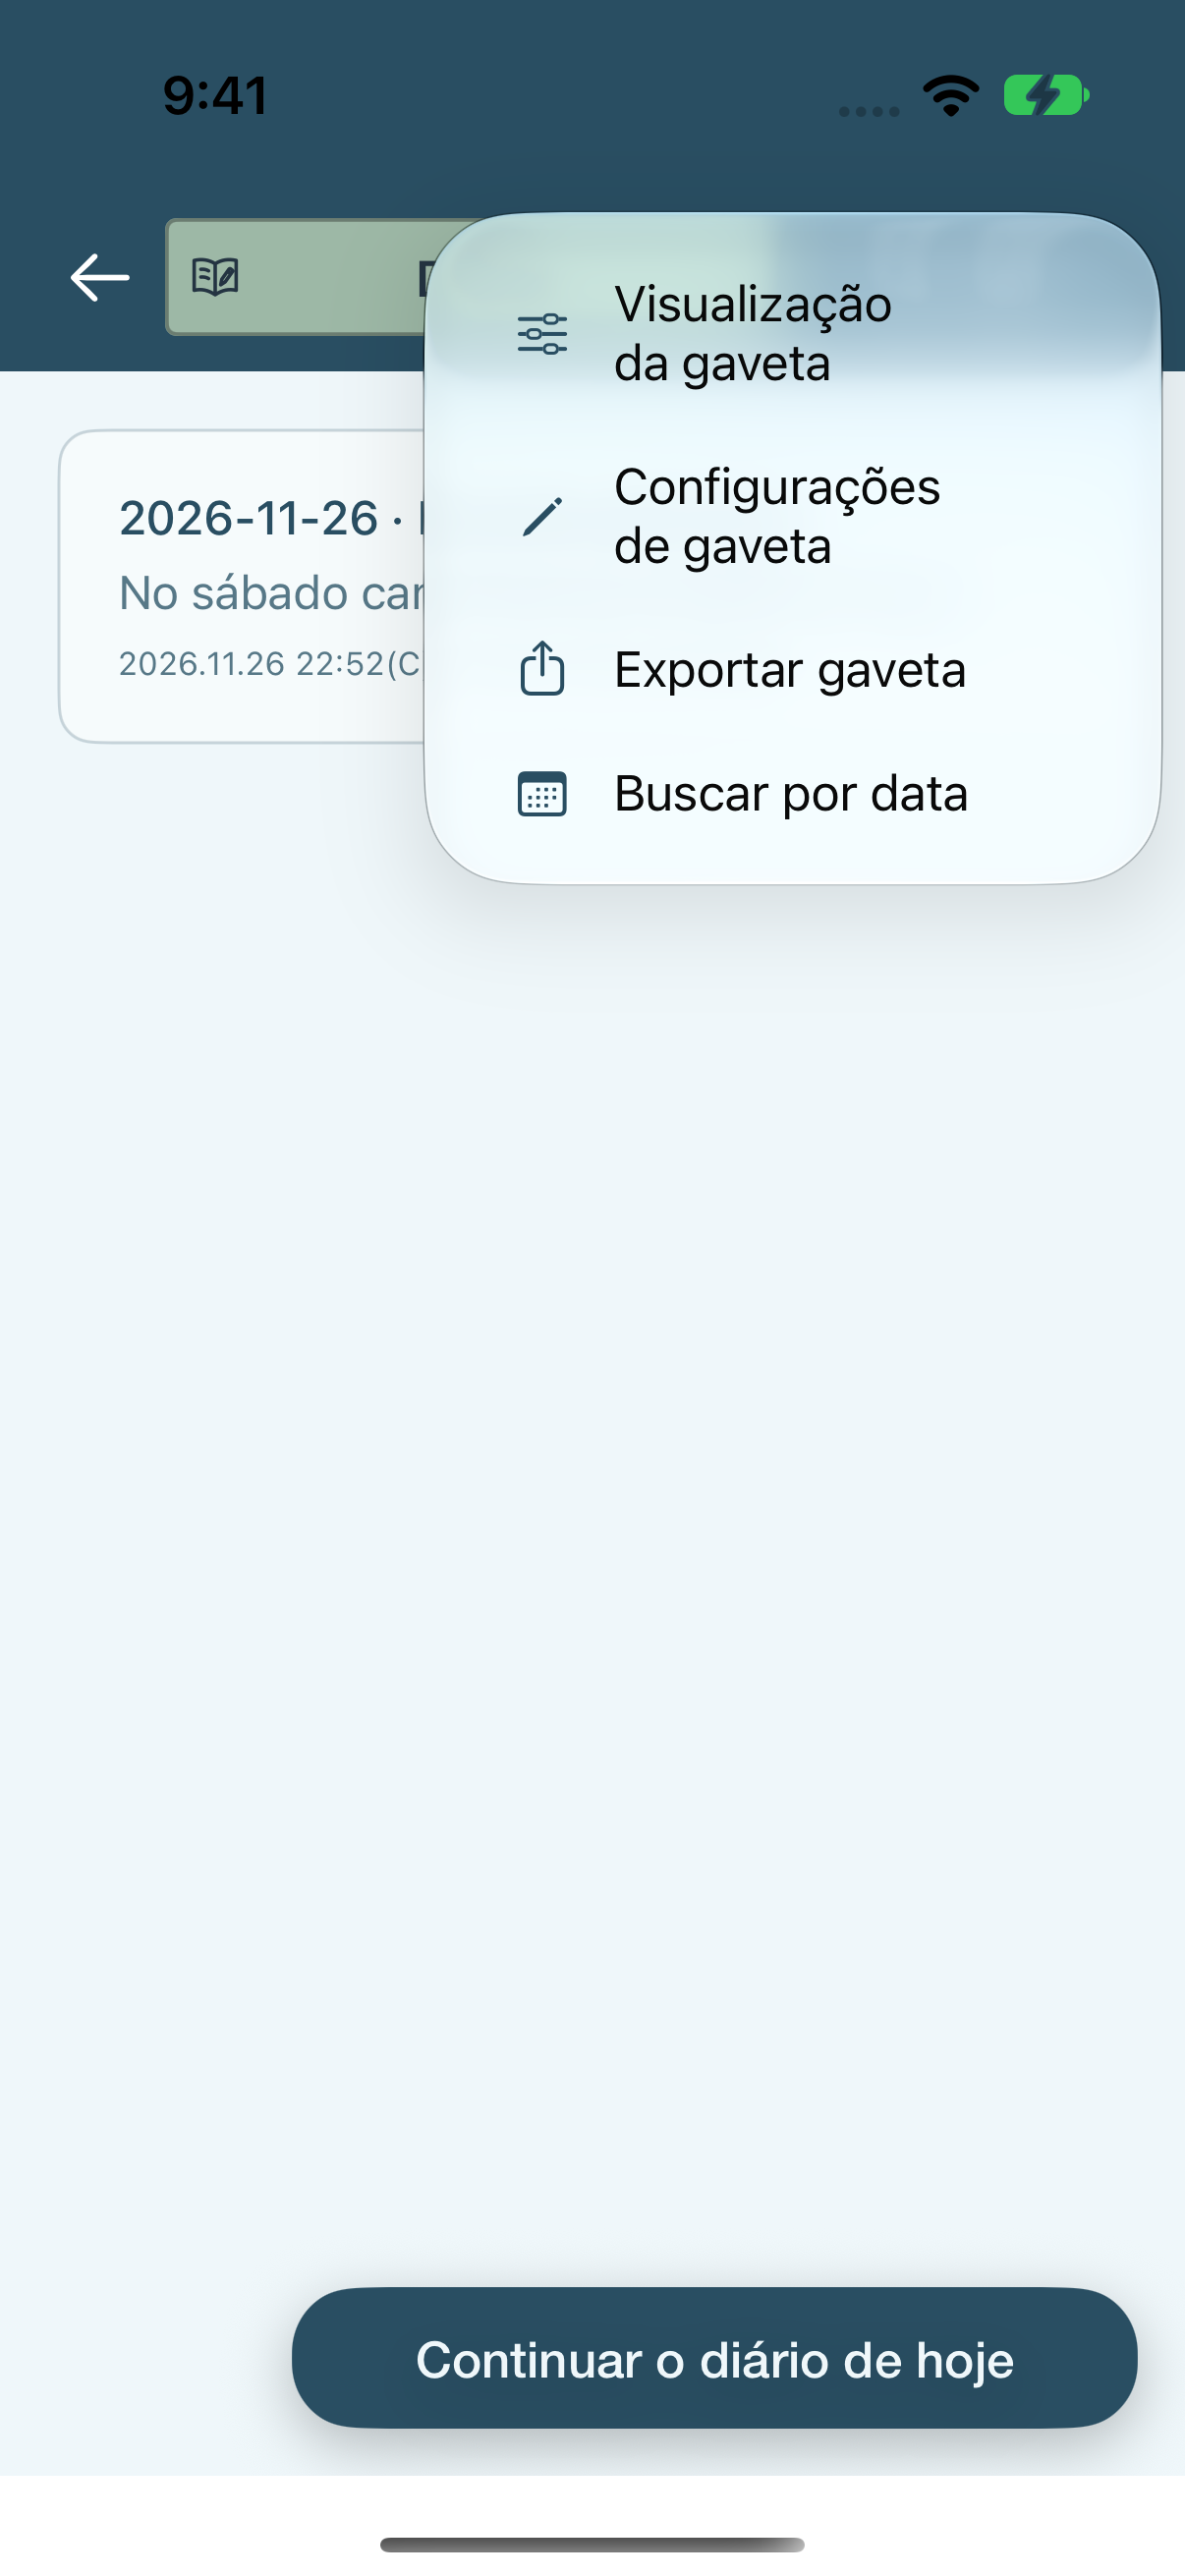 9:41
Visualização
da gaveta
2026-11-26 ·
Configurações
de gaveta
No sábado
2026.11.26 22:52(C
Exportar gaveta
Buscar por data
Continuar o diário de hoje